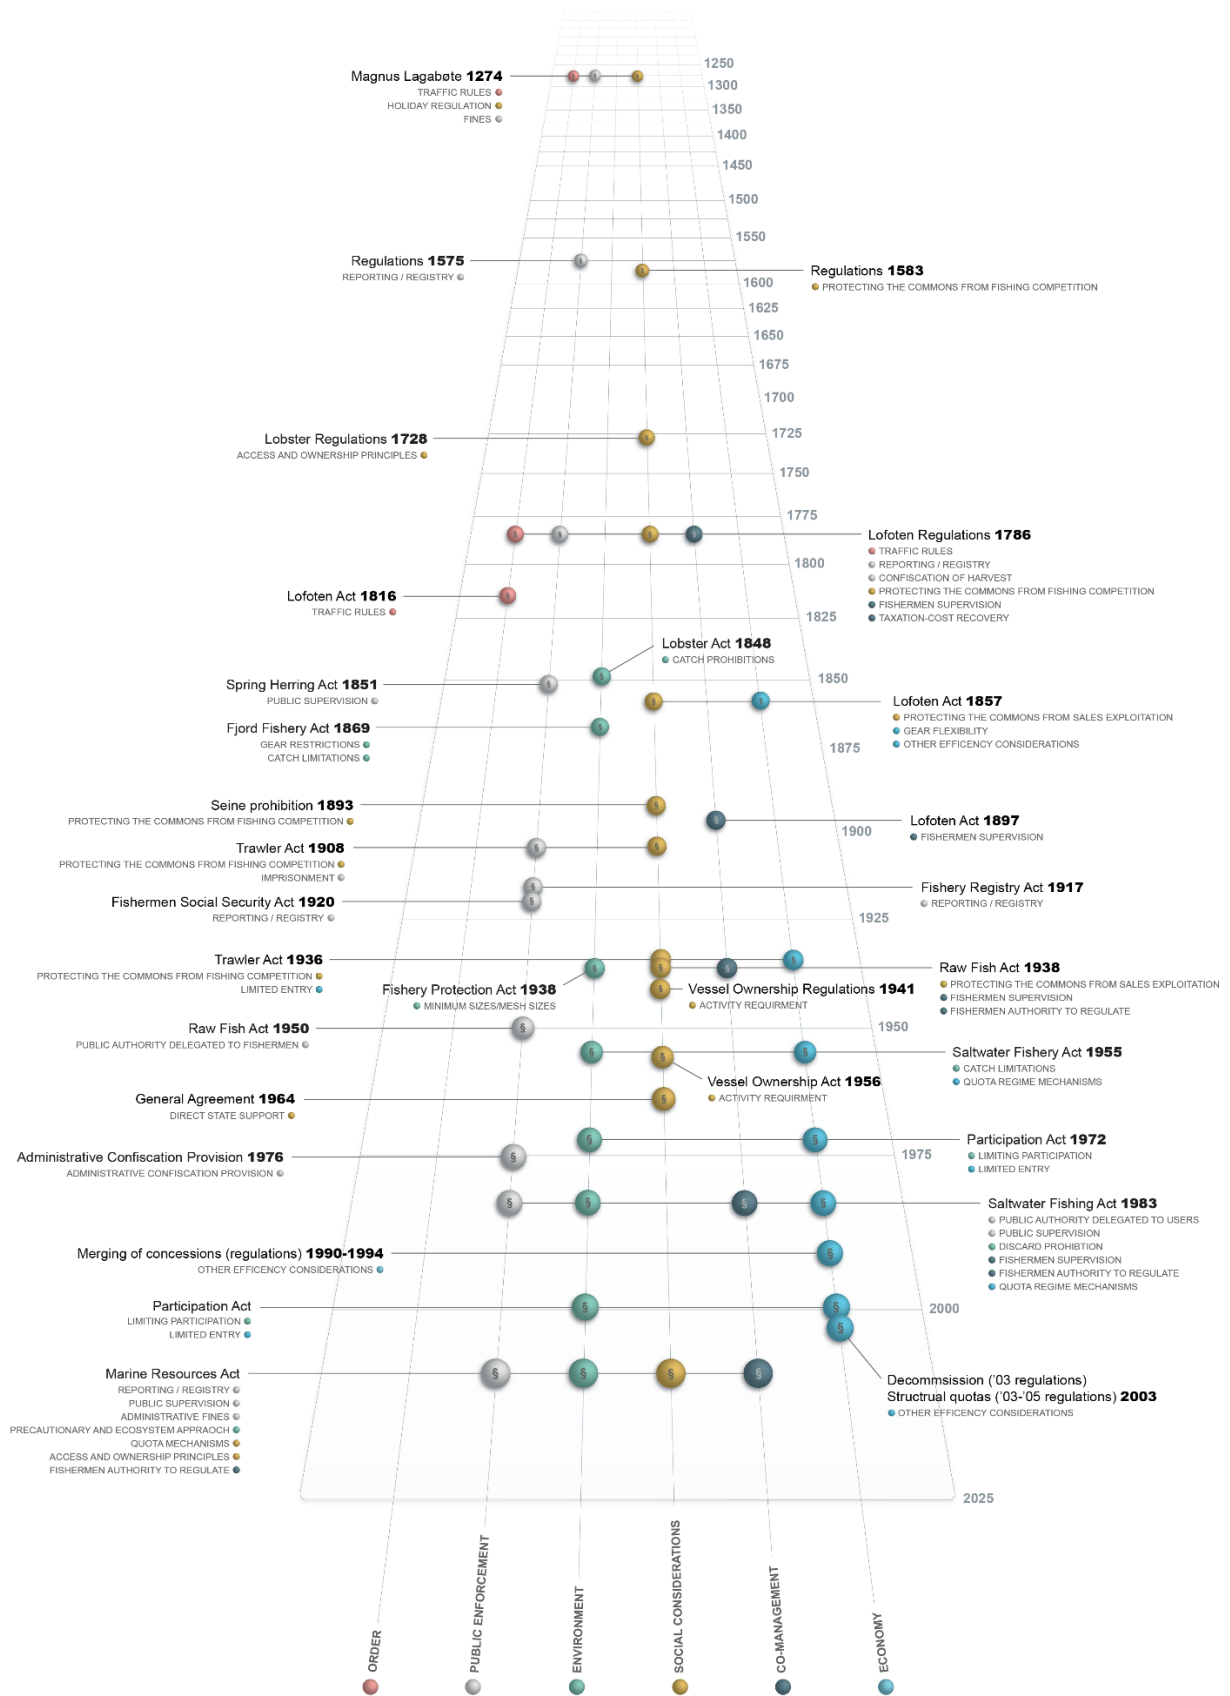 1250
Magnus Lagabøte 1274
TRAFFIC RULES
HOLIDAY REGULATION
FINES
1300
1350
1400
1450
1500
1550
Regulations 1575
REPORTING / REGISTRY
Regulations 1583
PROTECTING THE COMMONS FROM FISHING COMPETITION
1600
1625
1650
1675
1700
1725
Lobster Regulations 1728
ACCESS AND OWNERSHIP PRINCIPLES
1750
1775
Lofoten Regulations 1786
TRAFFIC RULES
REPORTING / REGISTRY
CONFISCATION OF HARVEST
PROTECTING THE COMMONS FROM FISHING COMPETITION
FISHERMEN SUPERVISION
TAXATION-COST RECOVERY
1800
Lofoten Act 1816
TRAFFIC RULES
1825
Lobster Act 1848
CATCH PROHIBITIONS
1850
Spring Herring Act 1851
PUBLIC SUPERVISION
Lofoten Act 1857
PROTECTING THE COMMONS FROM SALES EXPLOITATION
GEAR FLEXIBILITY
OTHER EFFICENCY CONSIDERATIONS
Fjord Fishery Act 1869
GEAR RESTRICTIONS
CATCH LIMITATIONS
1875
Seine prohibition 1893
PROTECTING THE COMMONS FROM FISHING COMPETITION
Lofoten Act 1897
FISHERMEN SUPERVISION
1900
Trawler Act 1908
PROTECTING THE COMMONS FROM FISHING COMPETITION
IMPRISONMENT
Fishery Registry Act 1917
REPORTING / REGISTRY
Fishermen Social Security Act 1920
REPORTING / REGISTRY
1925
Trawler Act 1936
PROTECTING THE COMMONS FROM FISHING COMPETITION
LIMITED ENTRY
Raw Fish Act 1938
PROTECTING THE COMMONS FROM SALES EXPLOITATION
FISHERMEN SUPERVISION
FISHERMEN AUTHORITY TO REGULATE
Fishery Protection Act 1938
MINIMUM SIZES/MESH SIZES
Vessel Ownership Regulations 1941
ACTIVITY REQUIRMENT
Raw Fish Act 1950
PUBLIC AUTHORITY DELEGATED TO FISHERMEN
1950
Saltwater Fishery Act 1955
CATCH LIMITATIONS
QUOTA REGIME MECHANISMS
Vessel Ownership Act 1956
ACTIVITY REQUIRMENT
General Agreement 1964
DIRECT STATE SUPPORT
Participation Act 1972
LIMITING PARTICIPATION
LIMITED ENTRY
1975
Administrative Confiscation Provision 1976
ADMINISTRATIVE CONFISCATION PROVISION
Saltwater Fishing Act 1983
PUBLIC AUTHORITY DELEGATED TO USERS
PUBLIC SUPERVISION
DISCARD PROHIBTION
FISHERMEN SUPERVISION
FISHERMEN AUTHORITY TO REGULATE
QUOTA REGIME MECHANISMS
Merging of concessions (regulations) 1990-1994
OTHER EFFICENCY CONSIDERATIONS
Participation Act
LIMITING PARTICIPATION
LIMITED ENTRY
2000
Marine Resources Act
REPORTING / REGISTRY
PUBLIC SUPERVISION
ADMINISTRATIVE FINES
PRECAUTIONARY AND ECOSYSTEM APPRAOCH
QUOTA MECHANISMS
ACCESS AND OWNERSHIP PRINCIPLES
FISHERMEN AUTHORITY TO REGULATE
Decommsission ('03 regulations)
Structrual quotas ('03-'05 regulations) 2003
OTHER EFFICENCY CONSIDERATIONS
2025
ORDER
PUBLIC ENFORCEMENT
ENVIRONMENT
SOCIAL CONSIDERATIONS
CO-MANAGEMENT
ECONOMY